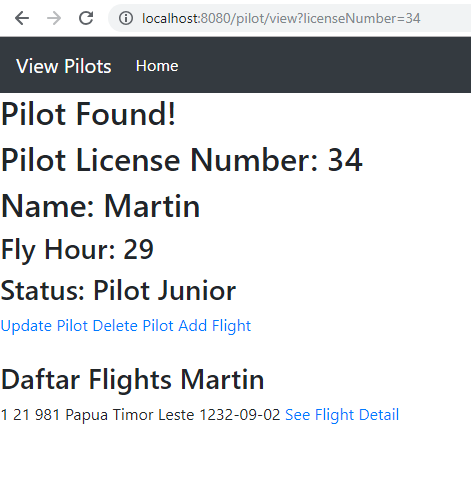 localhost:8080/pilot/view?licenseNumber=34
View Pilots Home
Pilot Found!
Pilot License Number: 34
Name: Martin
Fly Hour: 29
Status: Pilot Junior
Update Pilot Delete Pilot Add Flight
Daftar Flights Martin
1 21 981 Papua Timor Leste 1232-09-02 See Flight Detail